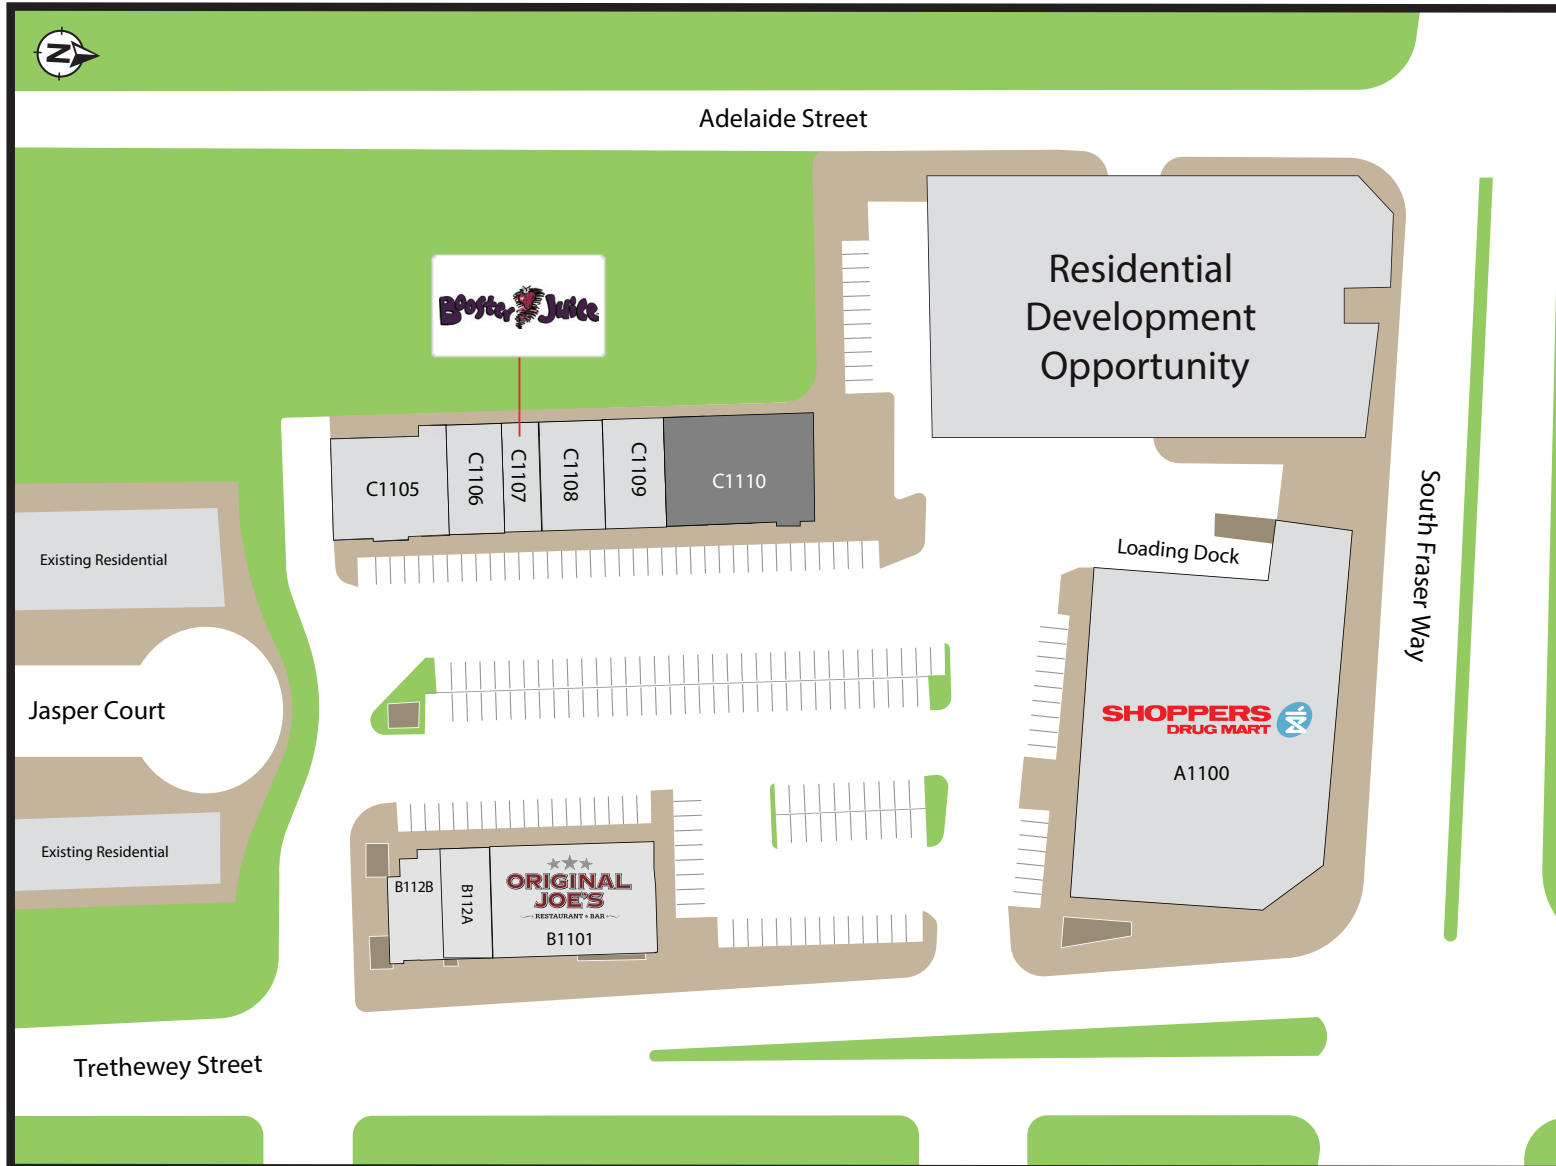 N
Adelaide Street
Booster Juice
Residential
Development
Opportunity
C1105
C1106
C1107
C1108
C1109
C1110
South Fraser Way
Loading Dock
Existing Residential
Jasper Court
SHOPPERS
DRUG MART
A1100
Existing Residential
B112B
B112A
ORIGINAL
JOE'S
RESTAURANT BAR
B1101
Trethewey Street